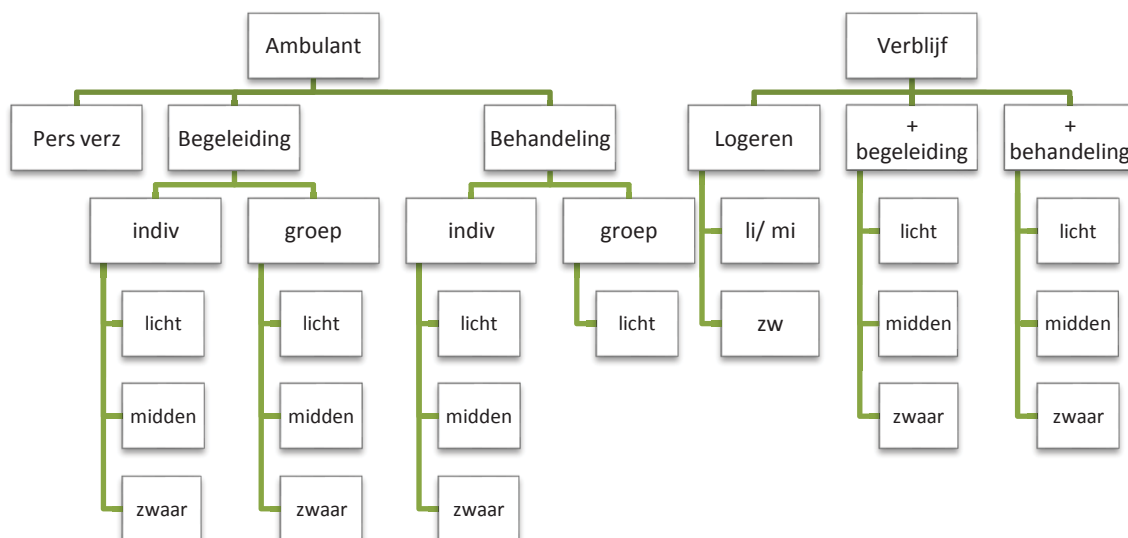 Ambulant
Verblijf
Pers verz
Begeleiding
Behandeling
Logeren
+
begeleiding
+
behandeling
indiv
groep
indiv
groep
li/ mi
licht
licht
licht
licht
licht
licht
zw
midden
midden
midden
midden
midden
zwaar
zwaar
zwaar
zwaar
zwaar